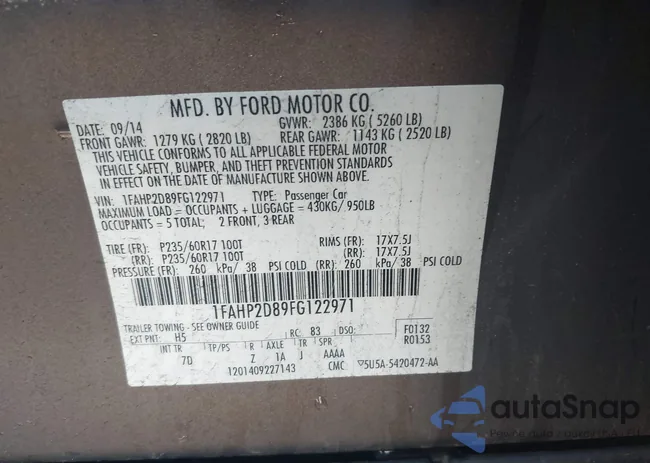 MFD. BY FORD MOTOR CO.
DATE: 09/14 GVWR: 2386 KG (5260 LB)
FRONT GAWR: 1279 KG (2820 LB) REAR GAWR: 1143 KG (2520 LB)
THIS VEHICLE CONFORMS TO ALL APPLICABLE FEDERAL MOTOR
VEHICLE SAFETY, BUMPER, AND THEFT PREVENTION STANDARDS
IN EFFECT ON THE DATE OF MANUFACTURE SHOWN ABOVE.
VIN: 1FAHP2D89FG122971 TYPE: Passenger Car
MAXIMUM LOAD = OCCUPANTS + LUGGAGE = 430KG/950LB
OCCUPANTS = 5 TOTAL; 2 FRONT, 3 REAR
TIRE (FR): P235/60R17 100T RIMS (FR): 17X7.5J
(RR): P235/60R17 100T (RR): 17X7.5J
PRESSURE (FR): 260 kPa/ 38 PSI COLD (RR): 260 kPa/ 38 PSI COLD
1FAHP2D89FG122971
TRAILER TOWING - SEE OWNER GUIDE
EXT PNT: H5 RC: 83 DSO: F0132
R0153
INT TR TP/PS R AXLE TR SPR
7D Z 1A J AAAA
1201409227143 CMC ▽5U5A-5420472-AA
autoSnap